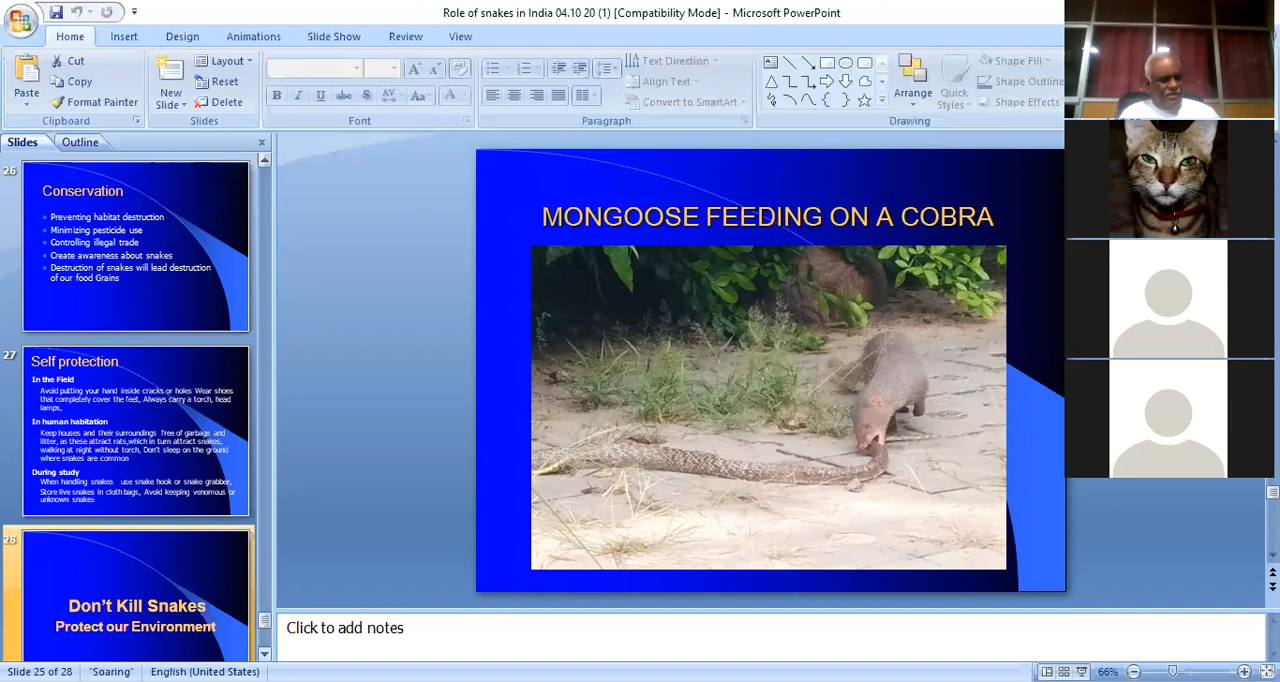 Role of snakes in India 04.10 20 (1) [Compatibility Mode] - Microsoft PowerPoint
Home Insert Design Animations Slide Show Review View
Paste
Cut
Copy
Format Painter
Clipboard
New Slide
Layout
Reset
Delete
Slides
B I U abc S AV Aa A
Font
Text Direction
Align Text
Convert to SmartArt
Paragraph
Arrange
Quick Styles
Shape Fill
Shape Outline
Shape Effects
Drawing
Slides Outline
26
Conservation
Preventing habitat destruction
Minimizing pesticide use
Controlling illegal trade
Create awareness about snakes
Destruction of snakes will lead destruction
of our food Grains
27
Self protection
In the Field
Avoid putting your hand inside cracks or holes Wear shoes
that completely cover the feet, Always carry a torch, head
lamps,
In human habitation
Keep houses and their surroundings free of garbage and
litter, as these attract rats,which in turn attract snakes,
walking at night without torch, Don't sleep on the ground
where snakes are common
During study
When handling snakes use snake hook or snake grabber,
Store live snakes in cloth bags, Avoid keeping venomous or
unknown snakes
28
Don't Kill Snakes
Protect our Environment
MONGOOSE FEEDING ON A COBRA
Click to add notes
Slide 25 of 28 "Soaring" English (United States) 66%